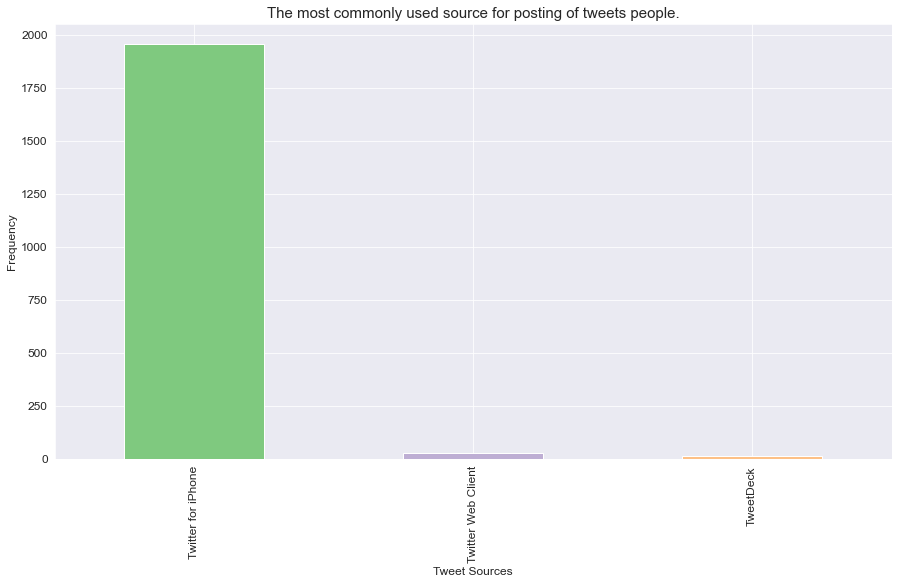 The most commonly used source for posting of tweets people.
Frequency
2000
1750
1500
1250
1000
750
500
250
0
Twitter for iPhone
Twitter Web Client
TweetDeck
Tweet Sources